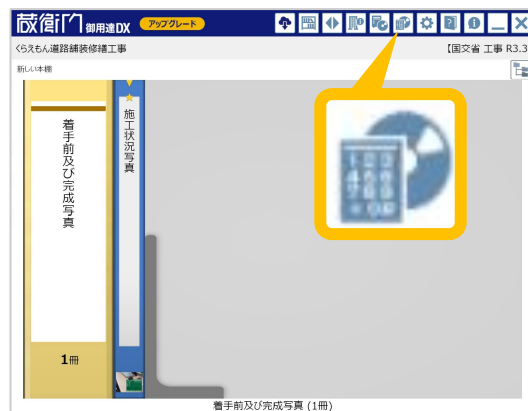 蔵衛門 御用達DX アップグレード
くらえもん道路舗装修繕工事
【国交省 工事 R3.3
新しい本棚
着手前及び完成写真
1冊
施工状況写真
着手前及び完成写真 (1冊)